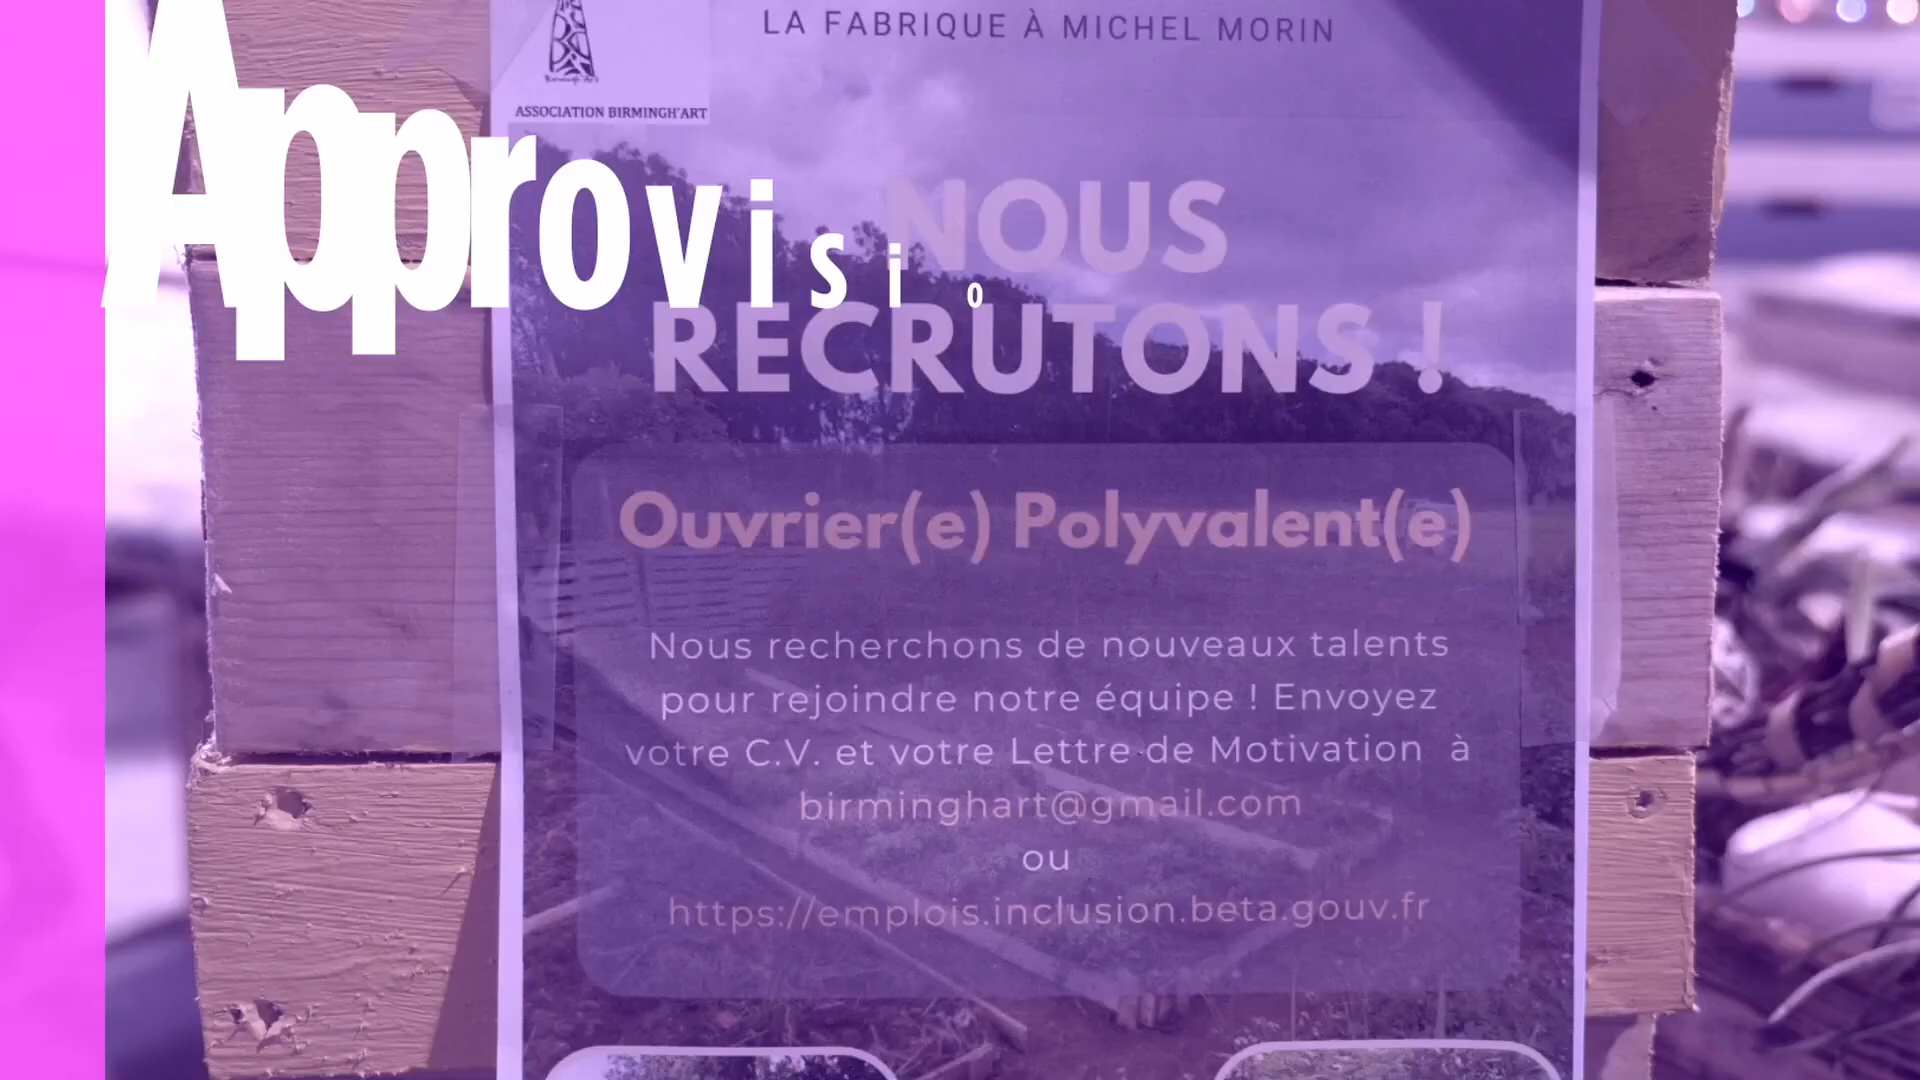 LA FABRIQUE À MICHEL MORIN
ASSOCIATION BIRMINGH'ART
Approvisio
NOUS
RECRUTONS !
Ouvrier(e) Polyvalent(e)
Nous recherchons de nouveaux talents
pour rejoindre notre équipe ! Envoyez
votre C.V. et votre Lettre de Motivation à
birminghart@gmail.com
ou
https://emplois.inclusion.beta.gouv.fr